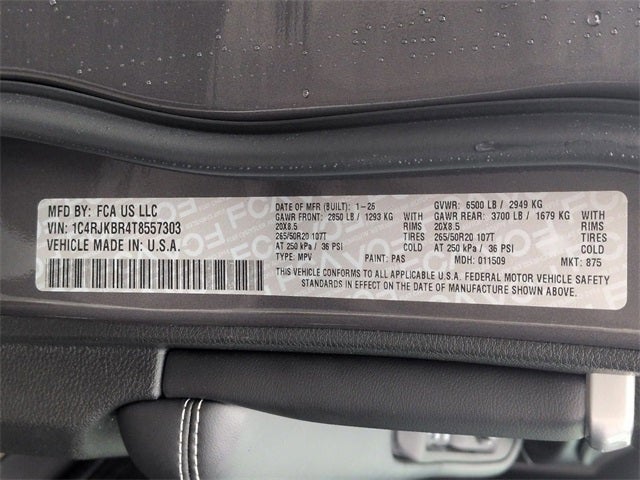 MFD BY: FCA US LLC
VIN: 1C4RJKBR4T8557303
VEHICLE MADE IN U.S.A.
DATE OF MFR (BUILT) 1-26 GVWR: 6500 LB / 2949 KG
GAWR FRONT: 2850 LB / 1293 KG WITH GAWR REAR: 3700 LB / 1679 KG WITH
20X8.5 RIMS 20X8.5 RIMS
265/50R20 107T TIRES 265/50R20 107T TIRES
AT 250 kPaI / 36 PSI COLD AT 250 kPaI / 36 PSI COLD
TYPE: MPV PAINT: PAS MDH: 011509 MKT: 875
THIS VEHICLE CONFORMS TO ALL APPLICABLE U.S.A. FEDERAL MOTOR VEHICLE SAFETY
STANDARDS IN EFFECT ON THE DATE OF MANUFACTURE SHOWN ABOVE.